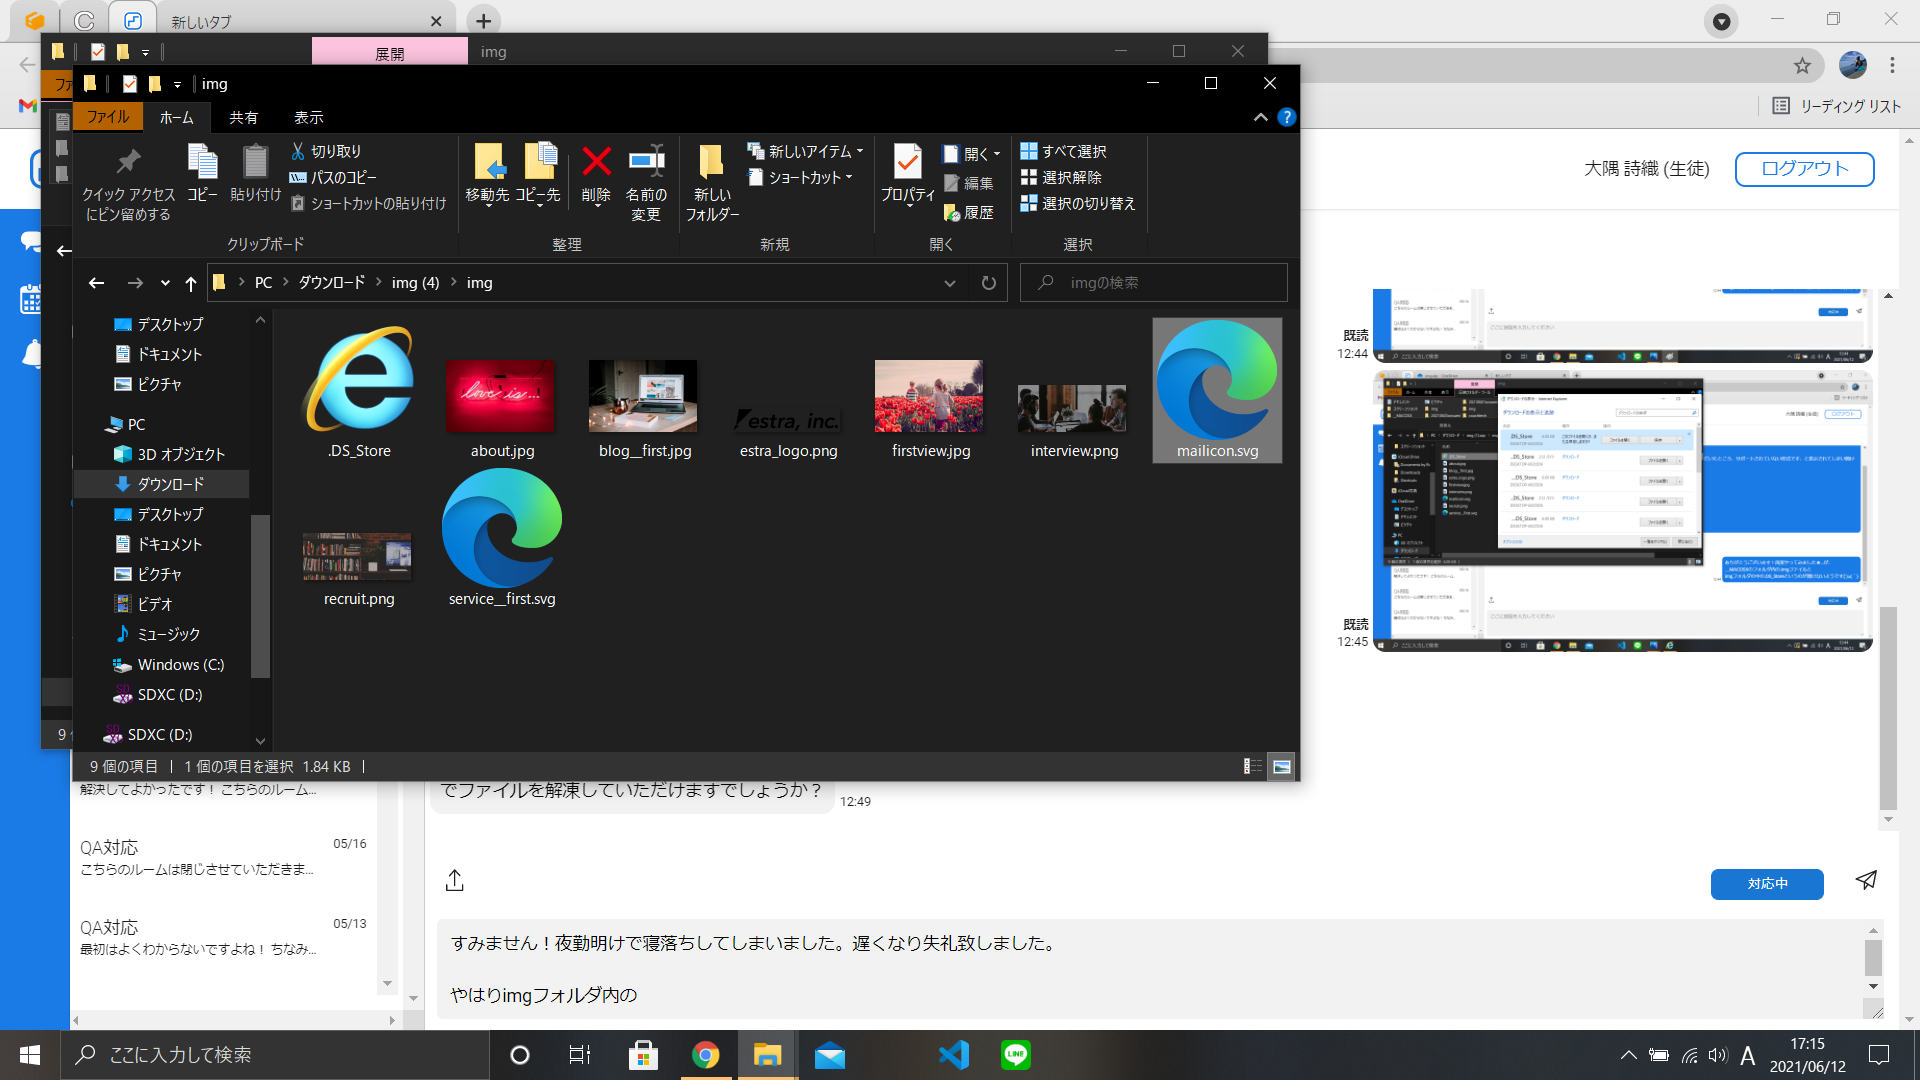 新しいタブ
展開
img
img
ファイル
ホーム
共有
表示
クイック アクセス
にピン留めする
コピー
貼り付け
切り取り
パスのコピー
ショートカットの貼り付け
移動先
コピー先
削除
名前の
変更
新しい
フォルダー
新しいアイテム
ショートカット
プロパティ
開く
編集
履歴
すべて選択
選択解除
選択の切り替え
クリップボード
整理
新規
開く
選択
PC
ダウンロード
img (4)
img
imgの検索
デスクトップ
ドキュメント
ピクチャ
PC
3D オブジェクト
ダウンロード
デスクトップ
ドキュメント
ピクチャ
ビデオ
ミュージック
Windows (C:)
SDXC (D:)
SDXC (D:)
.DS_Store
about.jpg
blog__first.jpg
estra_logo.png
firstview.jpg
interview.png
mailicon.svg
recruit.png
service__first.svg
love is...
estra, inc.
9 個の項目
1 個の項目を選択 1.84 KB
リーディング リスト
大隅 詩織 (生徒)
ログアウト
既読
12:44
既読
12:45
でファイルを解凍していただけますでしょうか？
12:49
解決してよかったです！ こちらのルーム...
QA対応
05/16
こちらのルームは閉じさせていただきま...
QA対応
05/13
最初はよくわからないですよね！ ちなみ...
対応中
すみません！夜勤明けで寝落ちしてしまいました。遅くなり失礼致しました。
やはりimgフォルダ内の
ここに入力して検索
LINE
A
17:15
2021/06/12